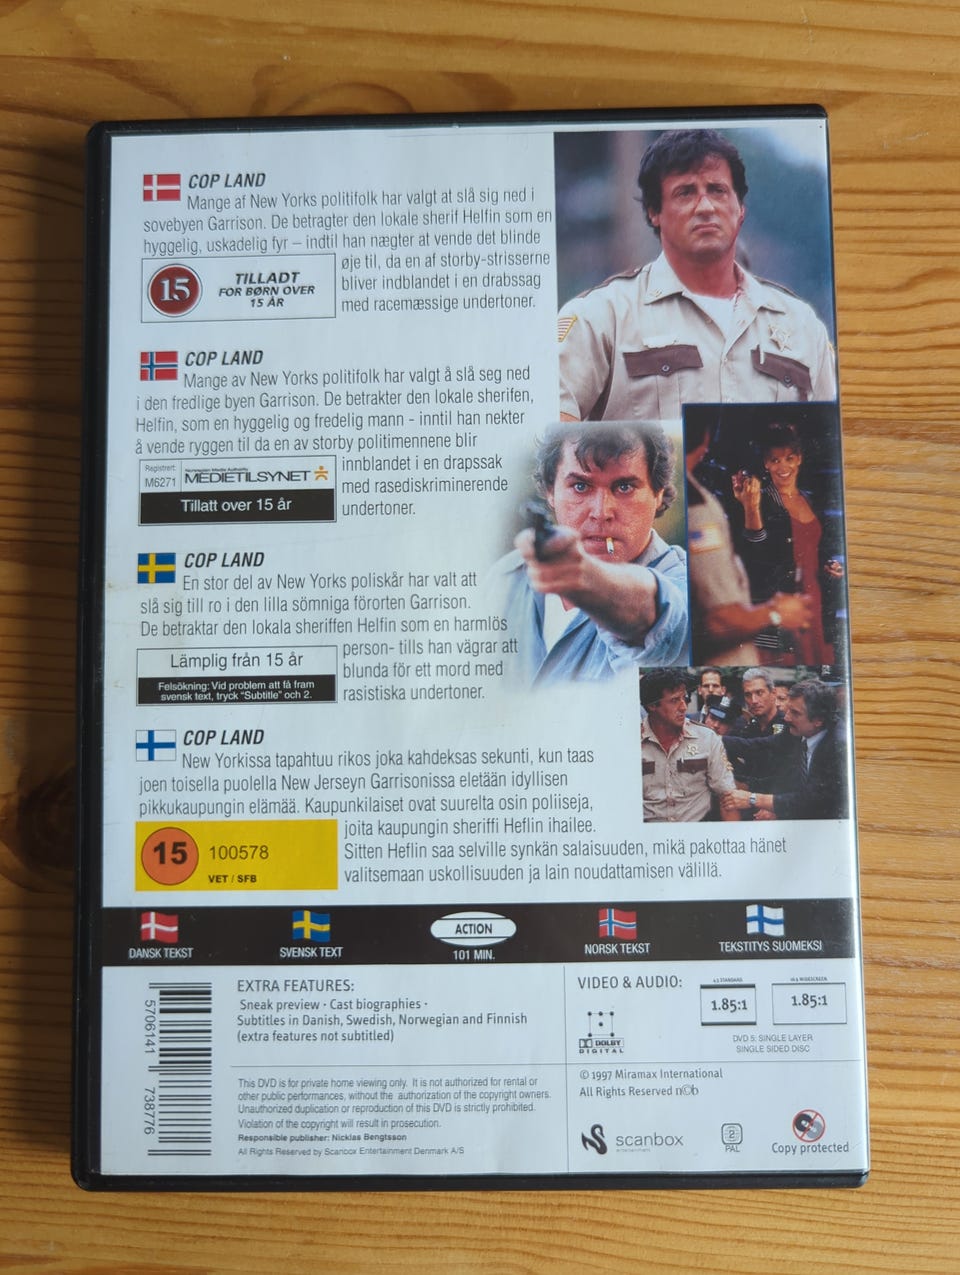 COP LAND
Mange af New Yorks politifolk har valgt at slå sig ned i
sovebyen Garrison. De betragter den lokale sherif Helfin som en
hyggelig, uskadelig fyr – indtil han nægter at vende det blinde
øje til, da en af storby-strisserne
bliver indblandet i en drabssag
med racemæssige undertoner.
15
TILLADT
FOR BØRN OVER
15 ÅR
COP LAND
Mange av New Yorks politifolk har valgt å slå seg ned
i den fredlige byen Garrison. De betrakter den lokale sherifen,
Helfin, som en hyggelig og fredelig mann - inntil han nekter
å vende ryggen til da en av storby politimennene blir
innblandet i en drapssak
med rasediskriminerende
undertoner.
Registrert:
M6271
Norwegian Media Authority
MEDIETILSYNET
Tillatt over 15 år
COP LAND
En stor del av New Yorks poliskår har valt att
slå sig till ro i den lilla sömniga förorten Garrison.
De betraktar den lokala sheriffen Helfin som en harmlös
person- tills han vägrar att
blunda för ett mord med
rasistiska undertoner.
Lämplig från 15 år
Felsökning: Vid problem att få fram
svensk text, tryck "Subtitle" och 2.
COP LAND
New Yorkissa tapahtuu rikos joka kahdeksas sekunti, kun taas
joen toisella puolella New Jerseyn Garrisonissa eletään idyllisen
pikkukaupungin elämää. Kaupunkilaiset ovat suurelta osin poliiseja,
joita kaupungin sheriffi Heflin ihailee.
Sitten Heflin saa selville synkän salaisuuden, mikä pakottaa hänet
valitsemaan uskollisuuden ja lain noudattamisen välillä.
15
100578
VET / SFB
DANSK TEKST
SVENSK TEXT
ACTION
101 MIN.
NORSK TEKST
TEKSTITYS SUOMEKSI
5706141 738776
EXTRA FEATURES:
Sneak preview · Cast biographies ·
Subtitles in Danish, Swedish, Norwegian and Finnish
(extra features not subtitled)
VIDEO & AUDIO:
DOLBY
DIGITAL
4:3 STANDARD
1.85:1
16:9 WIDESCREEN
1.85:1
DVD 5: SINGLE LAYER
SINGLE SIDED DISC
This DVD is for private home viewing only. It is not authorized for rental or
other public performances, without the authorization of the copyright owners.
Unauthorized duplication or reproduction of this DVD is strictly prohibited.
Violation of the copyright will result in prosecution.
Responsible publisher: Nicklas Bengtsson
All Rights Reserved by Scanbox Entertainment Denmark A/S
© 1997 Miramax International
All Rights Reserved n©b
scanbox
entertainment
2
PAL
Copy protected